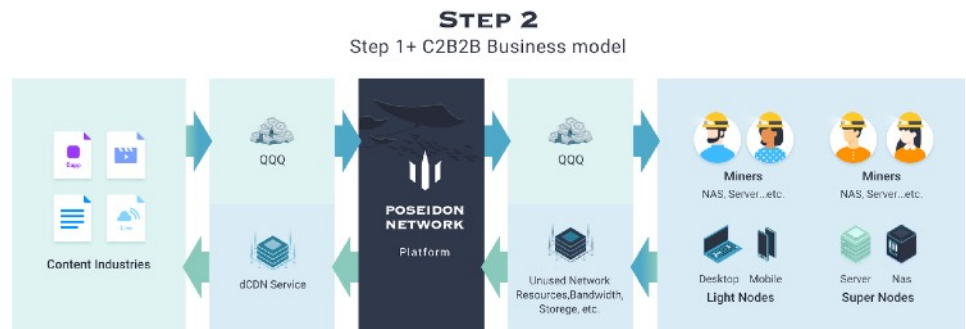 STEP 2
Step 1+ C2B2B Business model
Dapp
Live
Content Industries
QQQ
dCDN Service
POSEIDON
NETWORK
Platform
QQQ
Unused Network
Resources,Bandwidth,
Storege, etc.
Miners
NAS, Server...etc.
Miners
NAS, Server...etc.
Desktop
Mobile
Light Nodes
Server
Nas
Super Nodes